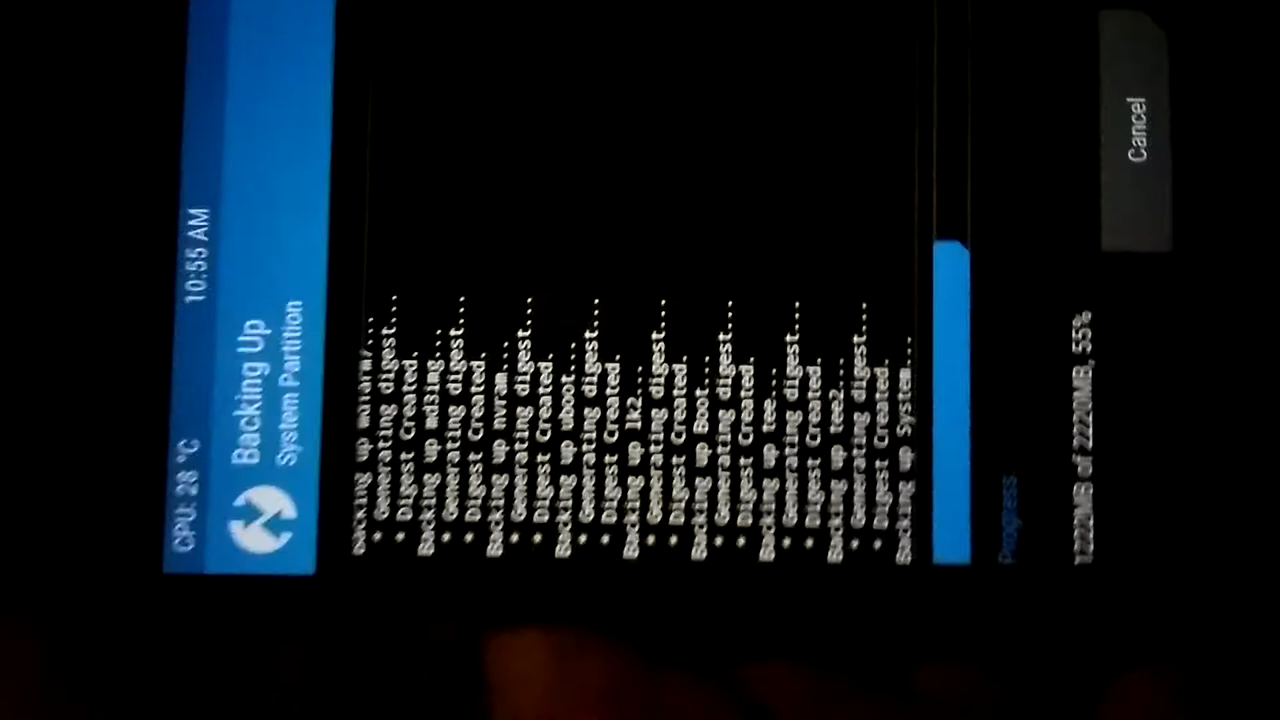 CPU: 28 °C 10:55 AM
Backing Up
System Partition
Backing up
* Generating digest...
* Digest Created.
Backing up md3img...
* Generating digest...
* Digest Created.
Backing up nvram...
* Generating digest...
* Digest Created.
Backing up uboot...
* Generating digest...
* Digest Created.
Backing up lk2...
* Generating digest...
* Digest Created.
Backing up Boot...
* Generating digest...
* Digest Created.
Backing up tee...
* Generating digest...
* Digest Created.
Backing up tee2...
* Generating digest...
* Digest Created.
Backing up System...
Progress
of 2220MB, 55%
Cancel